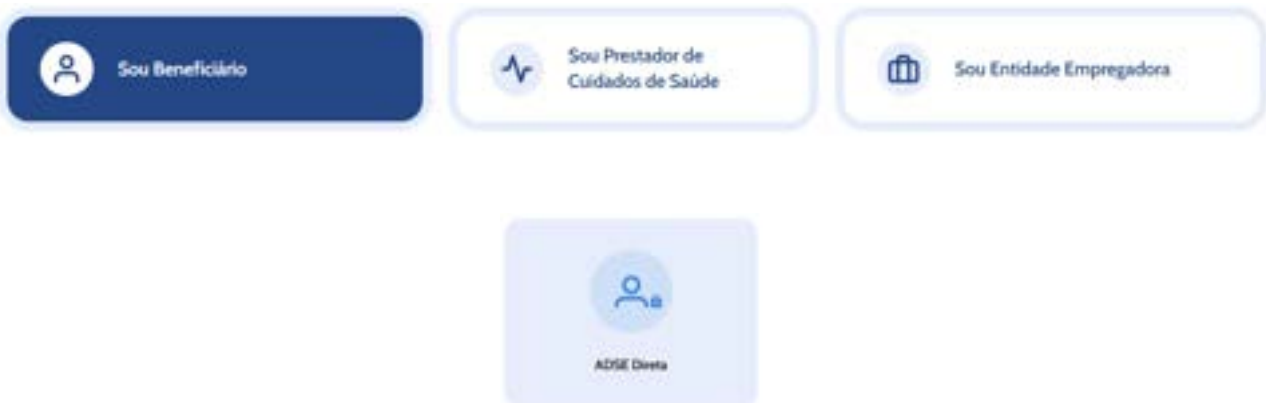 Sou Beneficiário
Sou Prestador de
Cuidados de Saúde
Sou Entidade Empregadora
ADSE Direta